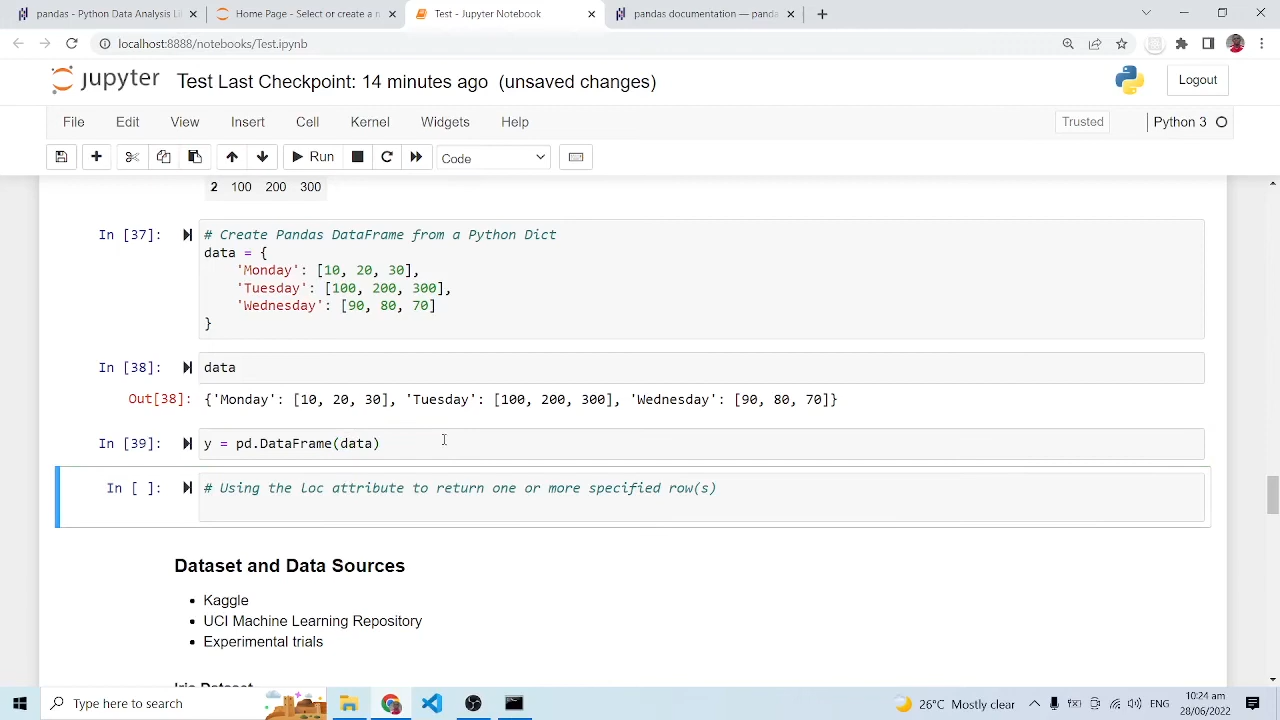 pandas - Python Data Analysis Li
Home Page - Select or create a n
Test - Jupyter Notebook
pandas documentation — panda
localhost:8888/notebooks/Test.ipynb
jupyter Test Last Checkpoint: 14 minutes ago (unsaved changes)
Logout
File Edit View Insert Cell Kernel Widgets Help
Trusted
Python 3
Run
Code
2 100 200 300
In [37]:
# Create Pandas DataFrame from a Python Dict
data = {
'Monday': [10, 20, 30],
'Tuesday': [100, 200, 300],
'Wednesday': [90, 80, 70]
}
In [38]: data
Out[38]: {'Monday': [10, 20, 30], 'Tuesday': [100, 200, 300], 'Wednesday': [90, 80, 70]}
In [39]: y = pd.DataFrame(data)
In [ ]: # Using the loc attribute to return one or more specified row(s)
Dataset and Data Sources
• Kaggle
• UCI Machine Learning Repository
• Experimental trials
Iris Dataset
Type here to search
26°C Mostly clear
ENG
10:24 am
28/06/2022